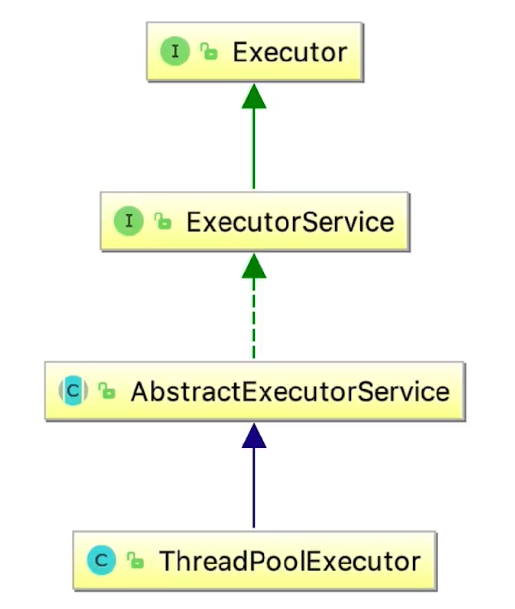 I Executor
I ExecutorService
C AbstractExecutorService
C ThreadPoolExecutor